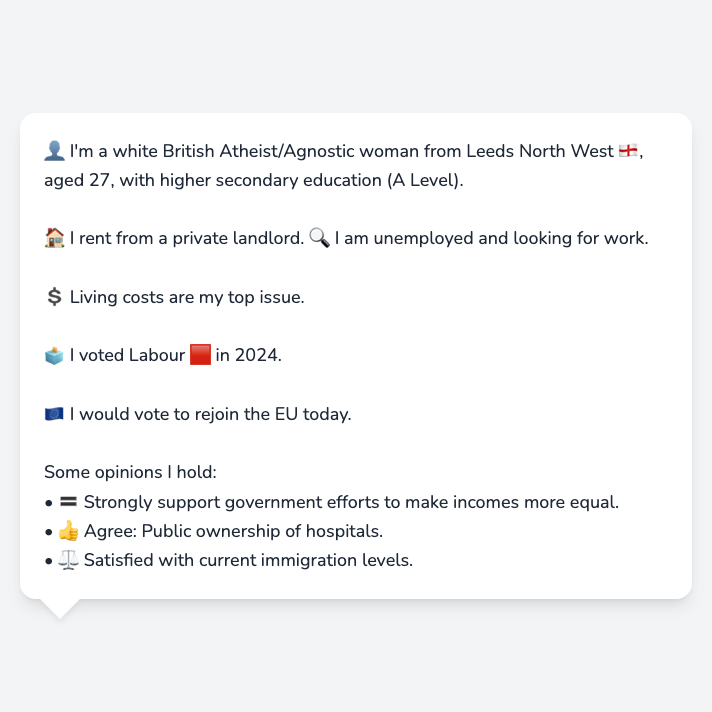 👤 I'm a white British Atheist/Agnostic woman from Leeds North West 🏴󠁧󠁢󠁥󠁮󠁧󠁿,
aged 27, with higher secondary education (A Level).
🏠 I rent from a private landlord. 🔍 I am unemployed and looking for work.
💲 Living costs are my top issue.
🗳️ I voted Labour 🟥 in 2024.
🇪🇺 I would vote to rejoin the EU today.
Some opinions I hold:
• 🟰 Strongly support government efforts to make incomes more equal.
• 👍 Agree: Public ownership of hospitals.
• ⚖️ Satisfied with current immigration levels.